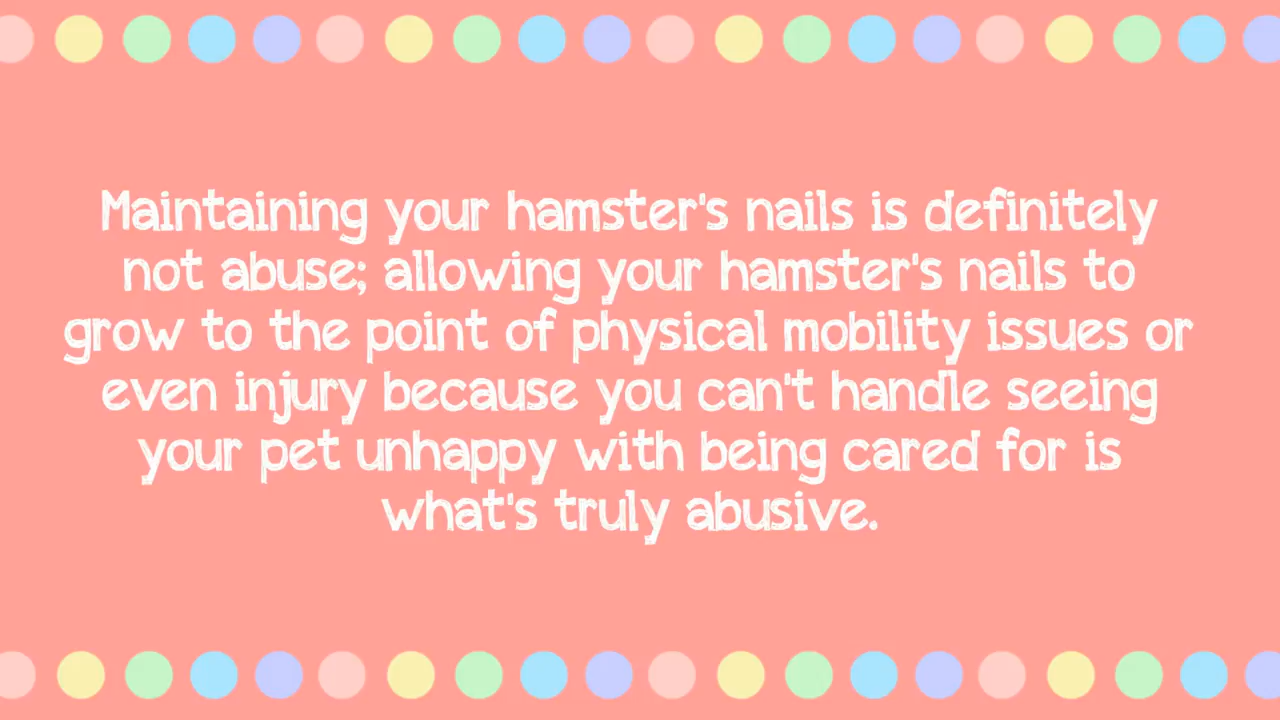 Maintaining your hamster's nails is definitely
not abuse; allowing your hamster's nails to
grow to the point of physical mobility issues or
even injury because you can't handle seeing
your pet unhappy with being cared for is
what's truly abusive.